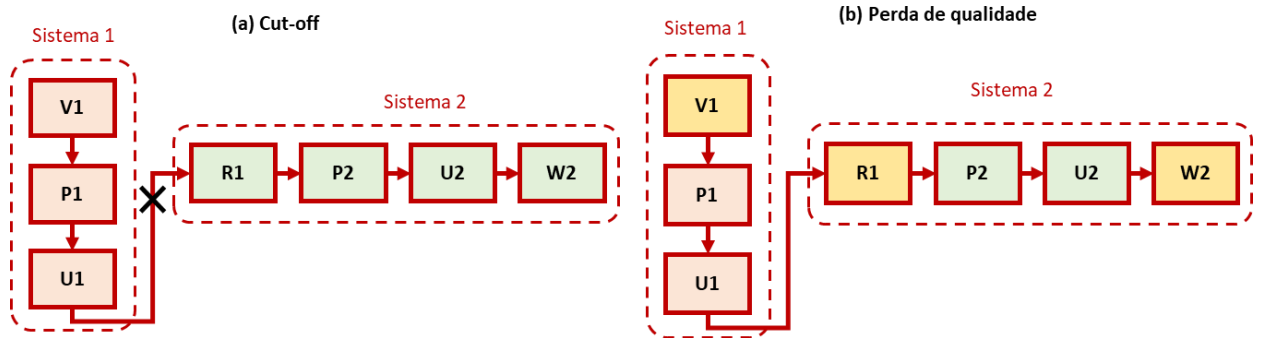 (a) Cut-off
Sistema 1
V1
P1
U1
Sistema 2
R1
P2
U2
W2
(b) Perda de qualidade
Sistema 1
V1
P1
U1
Sistema 2
R1
P2
U2
W2